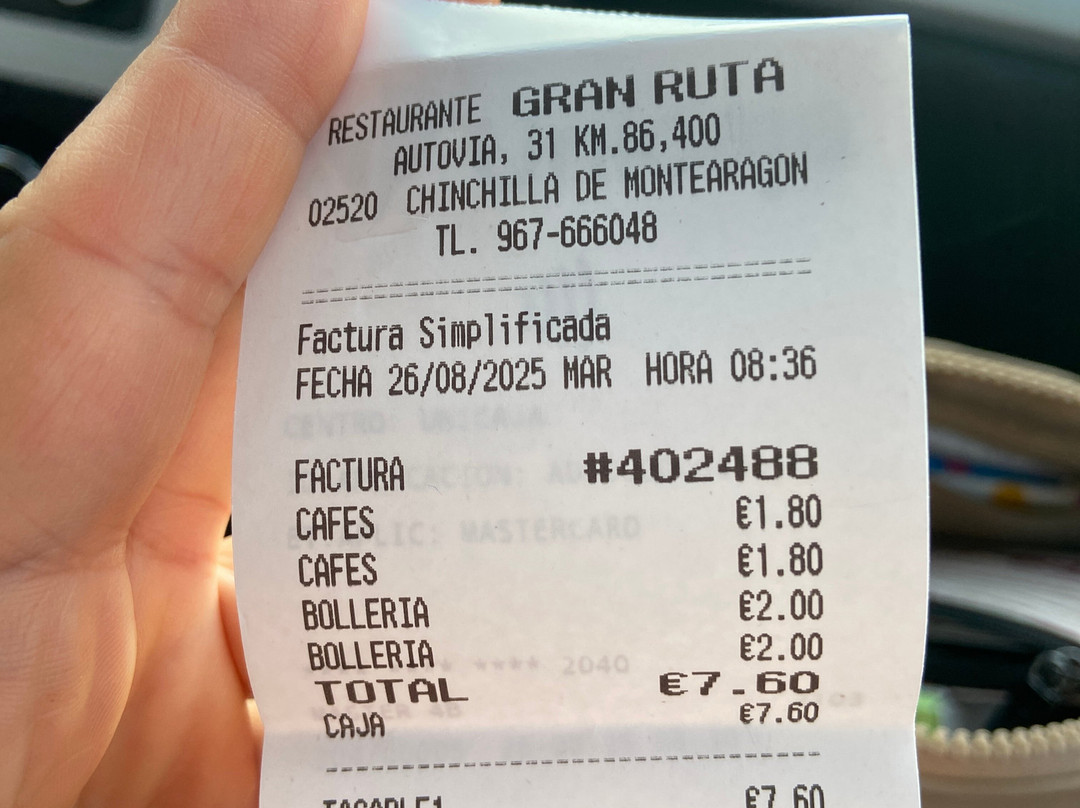 RESTAURANTE GRAN RUTA
AUTOVIA, 31 KM.86,400
02520 CHINCHILLA DE MONTEARAGON
TL. 967-666048
Factura Simplificada
FECHA 26/08/2025 MAR HORA 08:36
FACTURA #402488
CAFES €1.80
CAFES €1.80
BOLLERIA €2.00
BOLLERIA €2.00
TOTAL €7.60
CAJA €7.60
€7.60